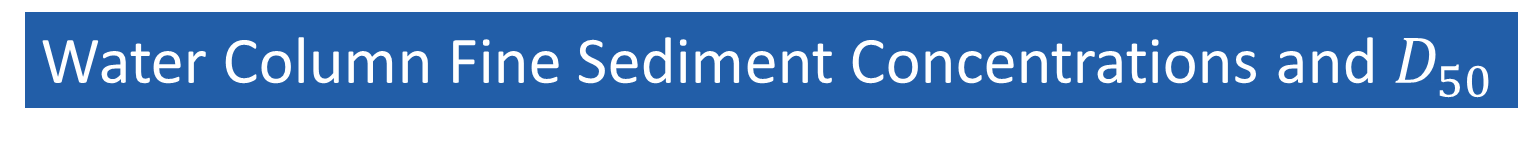 Water Column Fine Sediment Concentrations and D₅₀